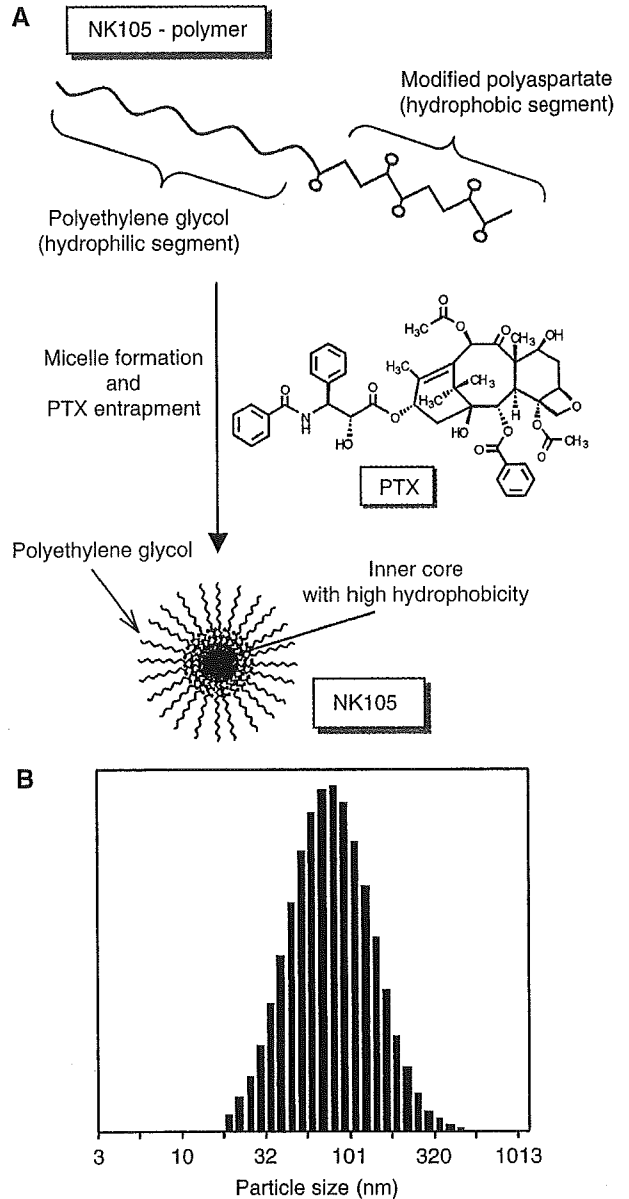 A
NK105 - polymer
Modified polyaspartate
(hydrophobic segment)
Polyethylene glycol
(hydrophilic segment)
Micelle formation
and
PTX entrapment
O
N
H
HO
O
O
H3C
O
O
H3C
O
CH3
OH
CH3
H3C
HO
H
O
O
O
O
CH3
O
PTX
Polyethylene glycol
Inner core
with high hydrophobicity
NK105
B
3 10 32 101 320 1013
Particle size (nm)